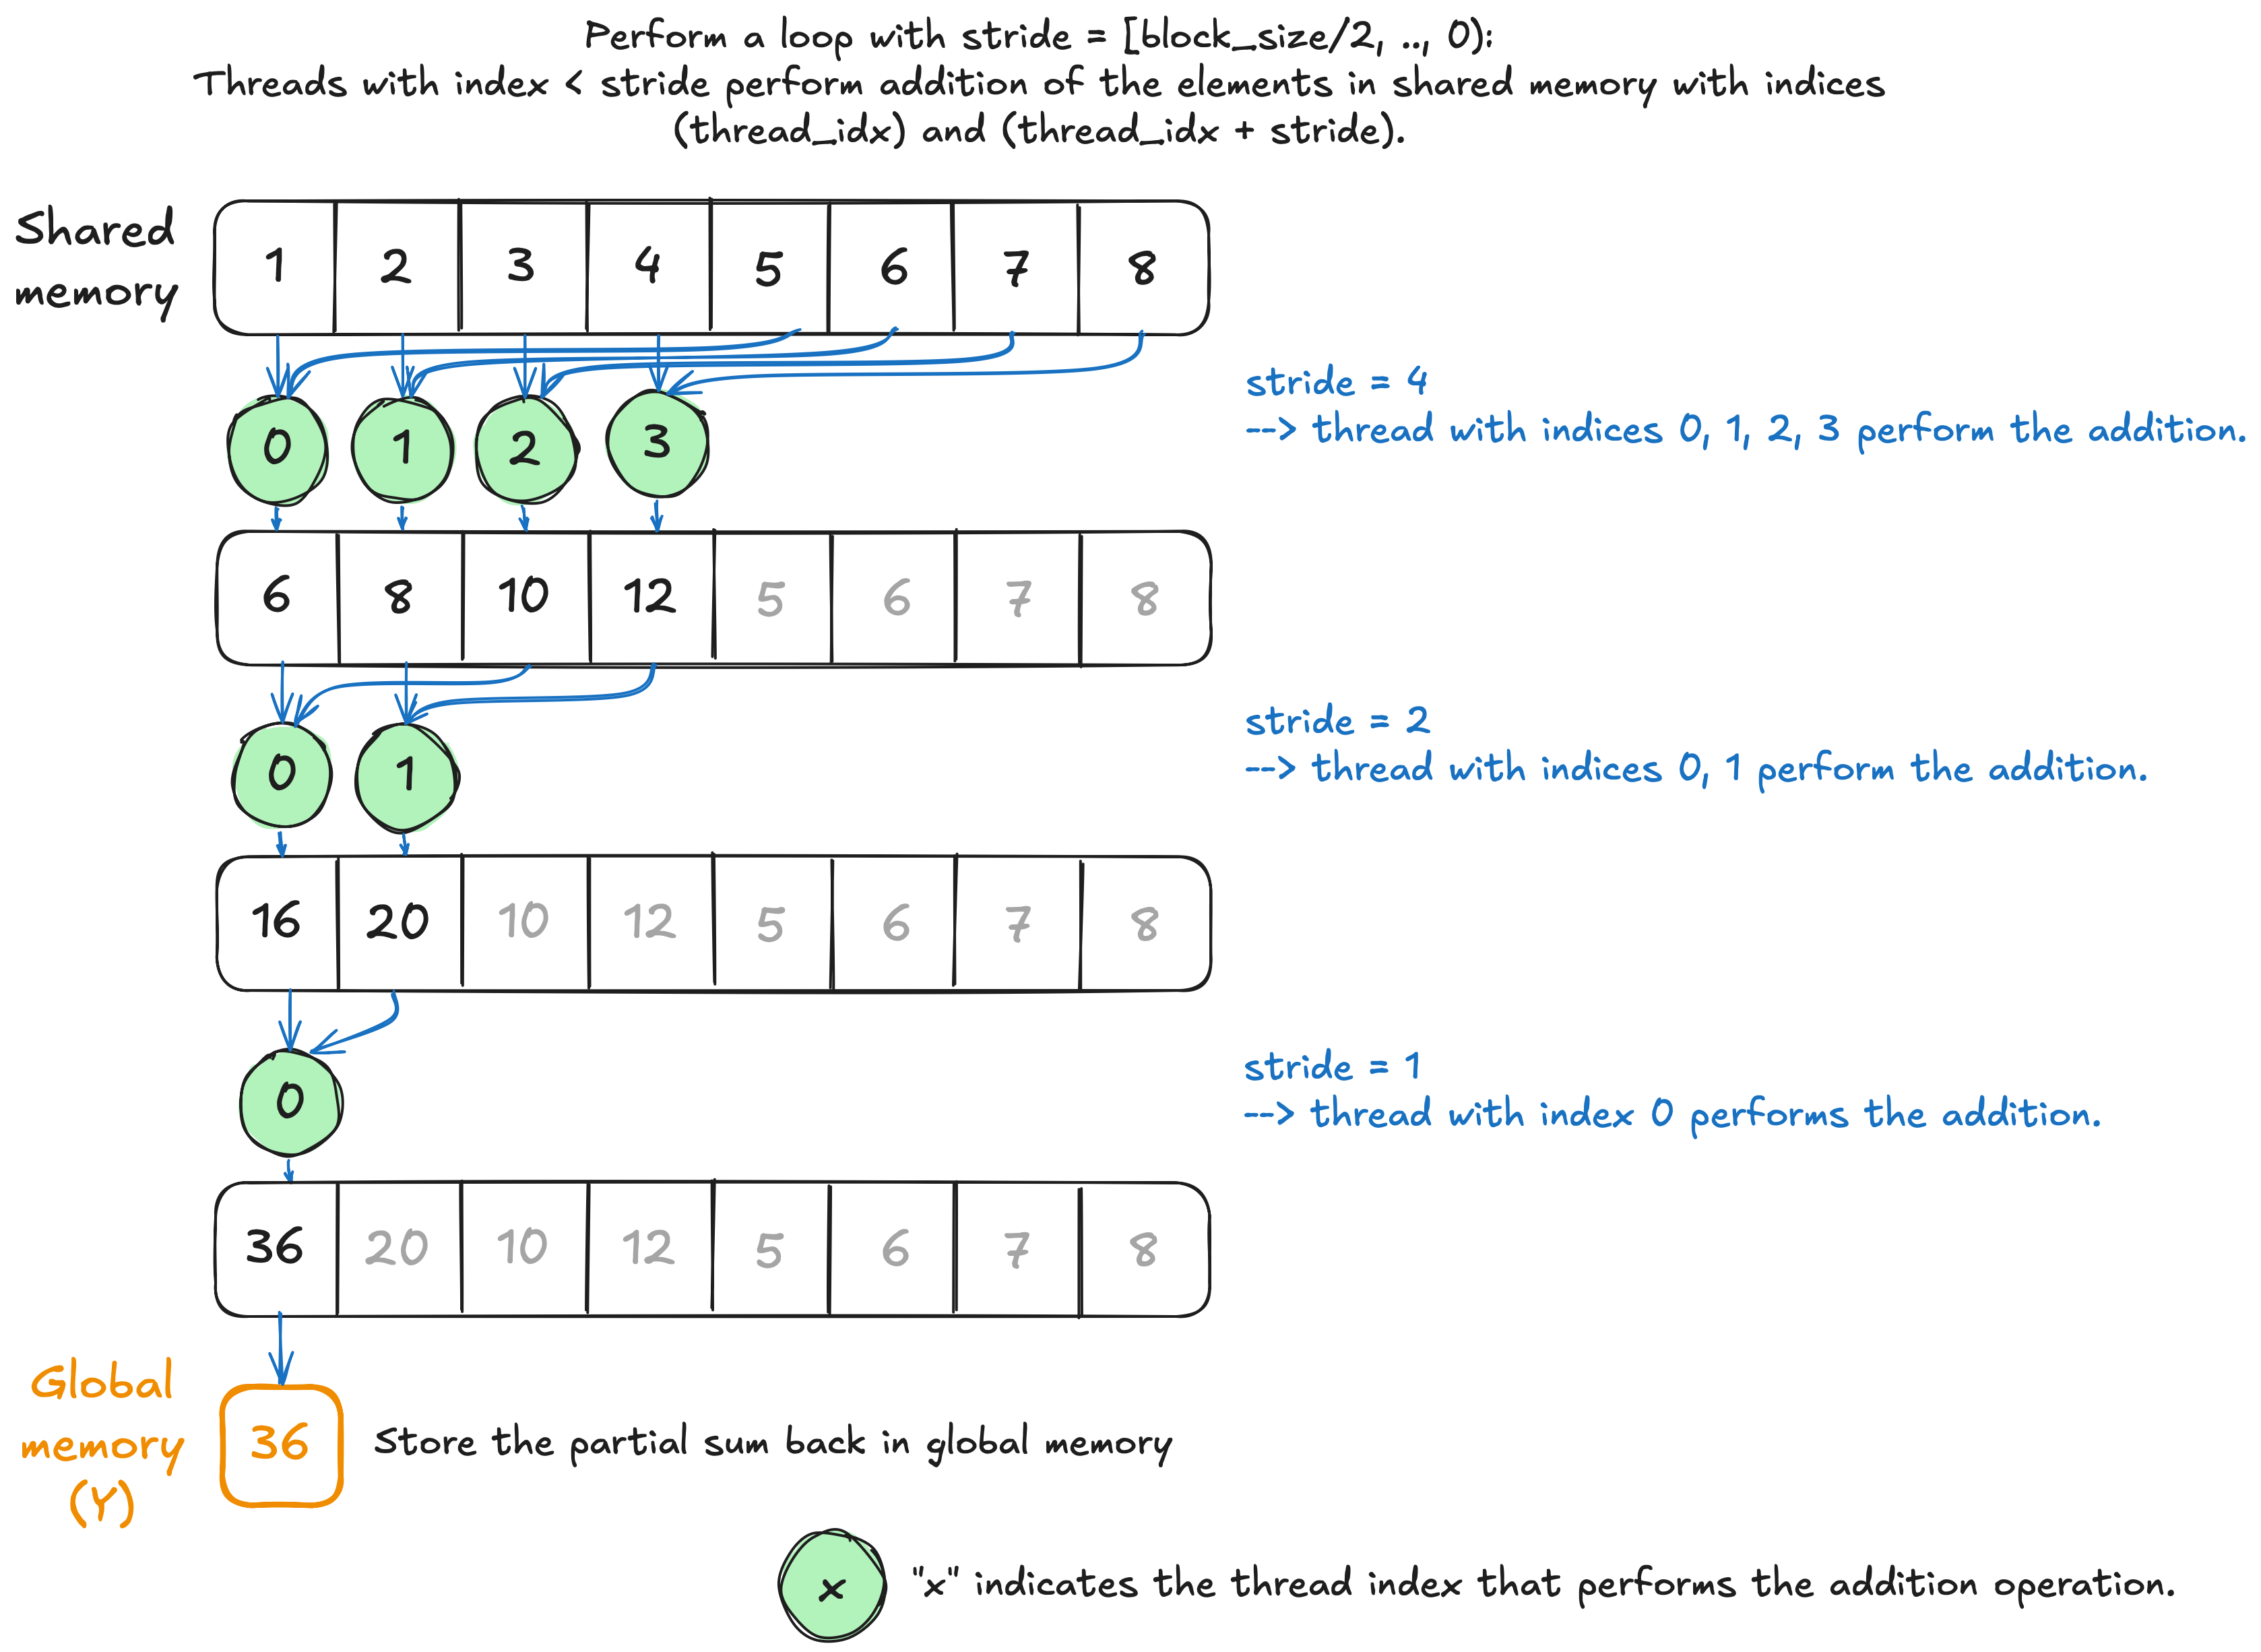 Perform a loop with stride = [block_size/2, .., 0):
Threads with index < stride perform addition of the elements in shared memory with indices
(thread_idx) and (thread_idx + stride).
Shared
memory
1 2 3 4 5 6 7 8
stride = 4
--> thread with indices 0, 1, 2, 3 perform the addition.
0 1 2 3
6 8 10 12 5 6 7 8
stride = 2
--> thread with indices 0, 1 perform the addition.
0 1
16 20 10 12 5 6 7 8
stride = 1
--> thread with index 0 performs the addition.
0
36 20 10 12 5 6 7 8
Global
memory
(Y)
36
Store the partial sum back in global memory
x
"x" indicates the thread index that performs the addition operation.